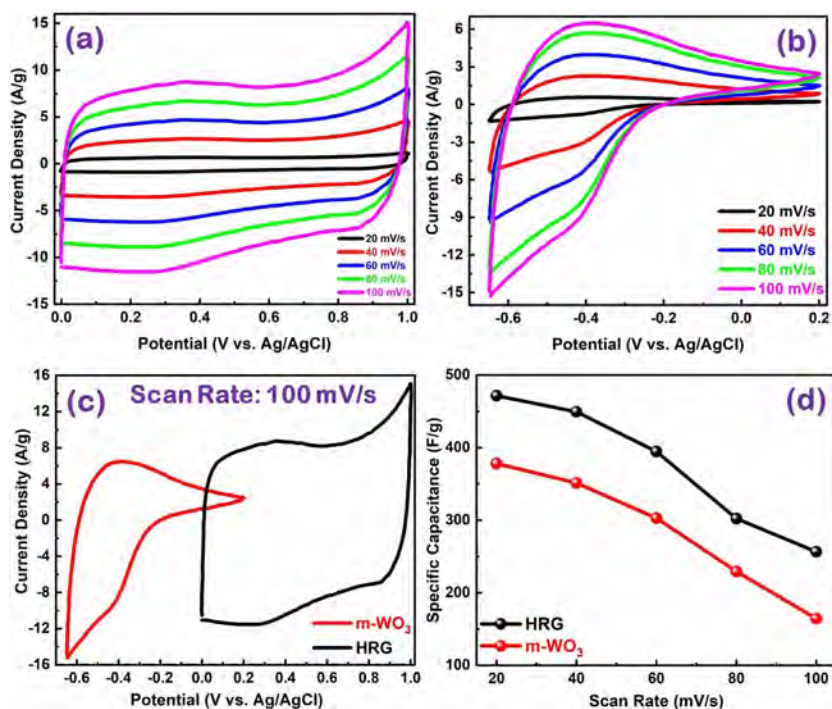 (a)
Current Density (A/g)
15
10
5
0
-5
-10
-15
0.0 0.2 0.4 0.6 0.8 1.0
Potential (V vs. Ag/AgCl)
20 mV/s
40 mV/s
60 mV/s
80 mV/s
100 mV/s
(b)
Current Density (A/g)
6
3
0
-3
-6
-9
-12
-15
-0.6 -0.4 -0.2 0.0 0.2
Potential (V vs. Ag/AgCl)
20 mV/s
40 mV/s
60 mV/s
80 mV/s
100 mV/s
(c)
Scan Rate: 100 mV/s
Current Density (A/g)
16
12
8
4
0
-4
-8
-12
-16
-0.6 -0.4 -0.2 0.0 0.2 0.4 0.6 0.8 1.0
Potential (V vs. Ag/AgCl)
m-WO₃
HRG
(d)
Specific Capacitance (F/g)
500
400
300
200
100
20 40 60 80 100
Scan Rate (mV/s)
HRG
m-WO₃